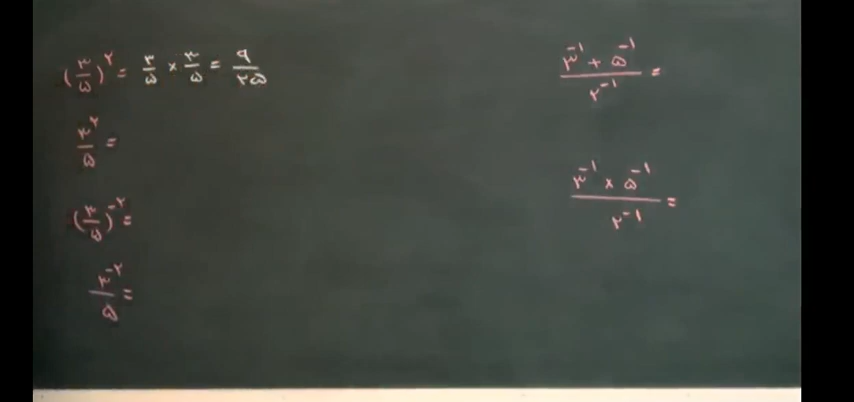 (۳/۵)^۲ = ۳/۵ × ۳/۵ = ۹/۲۵
۳^۲/۵ =
(۳/۵)^-۲ =
۳^-۲/۵ =
(۳^-۱ + ۵^-۱)/۲^-۱ =
(۳^-۱ × ۵^-۱)/۲^-۱ =